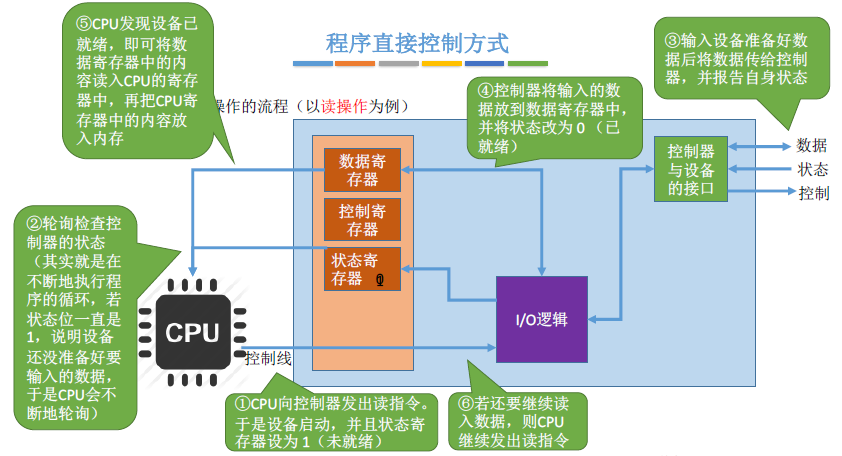 程序直接控制方式
⑤CPU发现设备已
就绪，即可将数
据寄存器中的内
容读入CPU的寄存
器中，再把CPU寄
存器中的内容放
入内存
操作的流程（以读操作为例）
③输入设备准备好数
据后将数据传给控制
器，并报告自身状态
④控制器将输入的数
据放到数据寄存器中，
并将状态改为 0 （已
就绪）
数据寄
存器
控制寄
存器
状态寄
存器
控制器
与设备
的接口
数据
状态
控制
②轮询检查控
制器的状态
（其实就是在
不断地执行程
序的循环，若
状态位一直是
1，说明设备
还没准备好要
输入的数据，
于是CPU会不
断地轮询）
CPU
I/O逻辑
控制线
①CPU向控制器发出读指令。
于是设备启动，并且状态寄
存器设为 1（未就绪）
⑥若还要继续读
入数据，则CPU
继续发出读指令